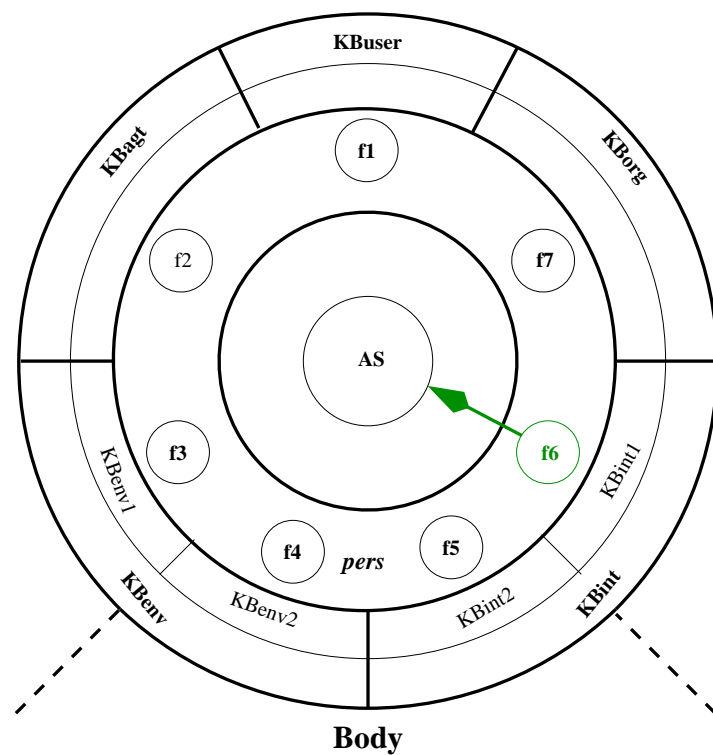 KBuser
KBagt
KBorg
f1
f2
f7
AS
f3
f6
KBenv1
KBint1
f4
pers
f5
KBenv
KBenv2
KBint2
KBint
Body